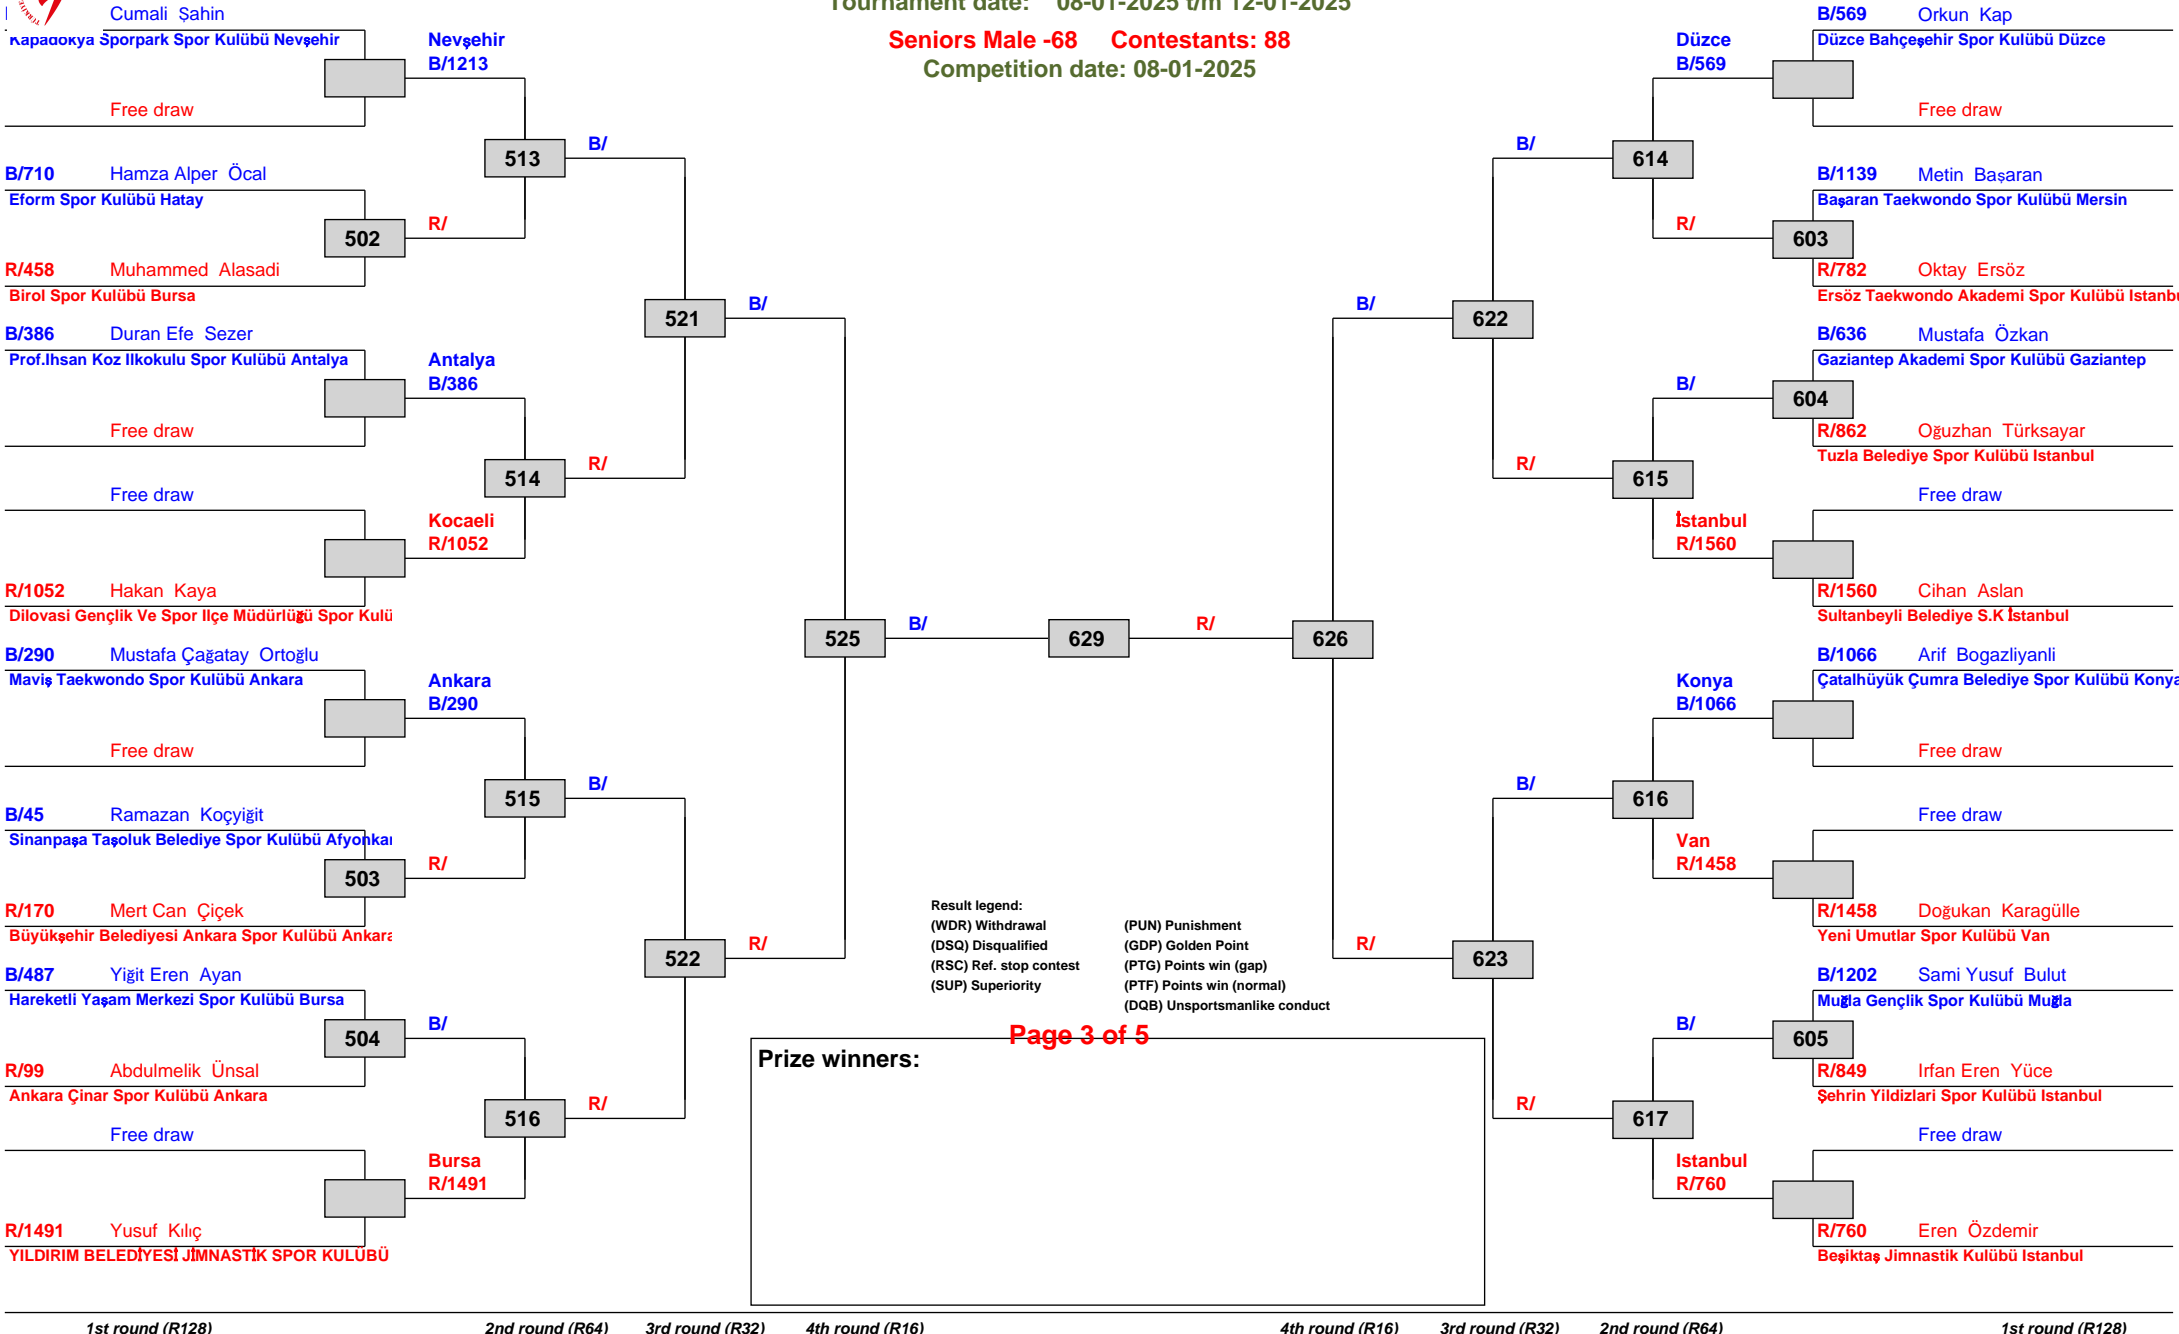 Tournament date: 08-01-2025 t/m 12-01-2025
Seniors Male -68 Contestants: 88
Competition date: 08-01-2025
Cumali Şahin
Kapadokya Sporpark Spor Kulübü Nevşehir
Free draw
B/710 Hamza Alper Öcal
Eform Spor Kulübü Hatay
R/458 Muhammed Alasadi
Birol Spor Kulübü Bursa
B/386 Duran Efe Sezer
Prof.Ihsan Koz Ilkokulu Spor Kulübü Antalya
Free draw
Free draw
R/1052 Hakan Kaya
Dilovasi Gençlik Ve Spor Ilçe Müdürlüğü Spor Kulü
B/290 Mustafa Çağatay Ortoğlu
Maviş Taekwondo Spor Kulübü Ankara
Free draw
B/45 Ramazan Koçyiğit
Sinanpaşa Taşoluk Belediye Spor Kulübü Afyonkar
R/170 Mert Can Çiçek
Büyükşehir Belediyesi Ankara Spor Kulübü Ankara
B/487 Yiğit Eren Ayan
Hareketli Yaşam Merkezi Spor Kulübü Bursa
R/99 Abdulmelik Ünsal
Ankara Çinar Spor Kulübü Ankara
Free draw
R/1491 Yusuf Kılıç
YILDIRIM BELEDİYESİ JİMNASTİK SPOR KULÜBÜ
502
503
504
Nevşehir
B/1213
R/
Antalya
B/386
Kocaeli
R/1052
Ankara
B/290
R/
B/
Bursa
R/1491
513
514
515
516
B/
R/
B/
R/
521
522
B/
R/
525
B/
629
R/
626
B/
R/
622
623
B/
R/
B/
R/
614
615
616
617
Düzce
B/569
R/
B/
İstanbul
R/1560
Konya
B/1066
Van
R/1458
B/
Istanbul
R/760
603
604
605
B/569 Orkun Kap
Düzce Bahçeşehir Spor Kulübü Düzce
Free draw
B/1139 Metin Başaran
Başaran Taekwondo Spor Kulübü Mersin
R/782 Oktay Ersöz
Ersöz Taekwondo Akademi Spor Kulübü Istanbu
B/636 Mustafa Özkan
Gaziantep Akademi Spor Kulübü Gaziantep
R/862 Oğuzhan Türksayar
Tuzla Belediye Spor Kulübü Istanbul
Free draw
R/1560 Cihan Aslan
Sultanbeyli Belediye S.K İstanbul
B/1066 Arif Bogazliyanli
Çatalhüyük Çumra Belediye Spor Kulübü Konya
Free draw
Free draw
R/1458 Doğukan Karagülle
Yeni Umutlar Spor Kulübü Van
B/1202 Sami Yusuf Bulut
Muğla Gençlik Spor Kulübü Muğla
R/849 Irfan Eren Yüce
Şehrin Yildizlari Spor Kulübü Istanbul
Free draw
R/760 Eren Özdemir
Beşiktaş Jimnastik Kulübü Istanbul
Result legend:
(WDR) Withdrawal (PUN) Punishment
(DSQ) Disqualified (GDP) Golden Point
(RSC) Ref. stop contest (PTG) Points win (gap)
(SUP) Superiority (PTF) Points win (normal)
(DQB) Unsportsmanlike conduct
Page 3 of 5
Prize winners:
1st round (R128) 2nd round (R64) 3rd round (R32) 4th round (R16) 4th round (R16) 3rd round (R32) 2nd round (R64) 1st round (R128)